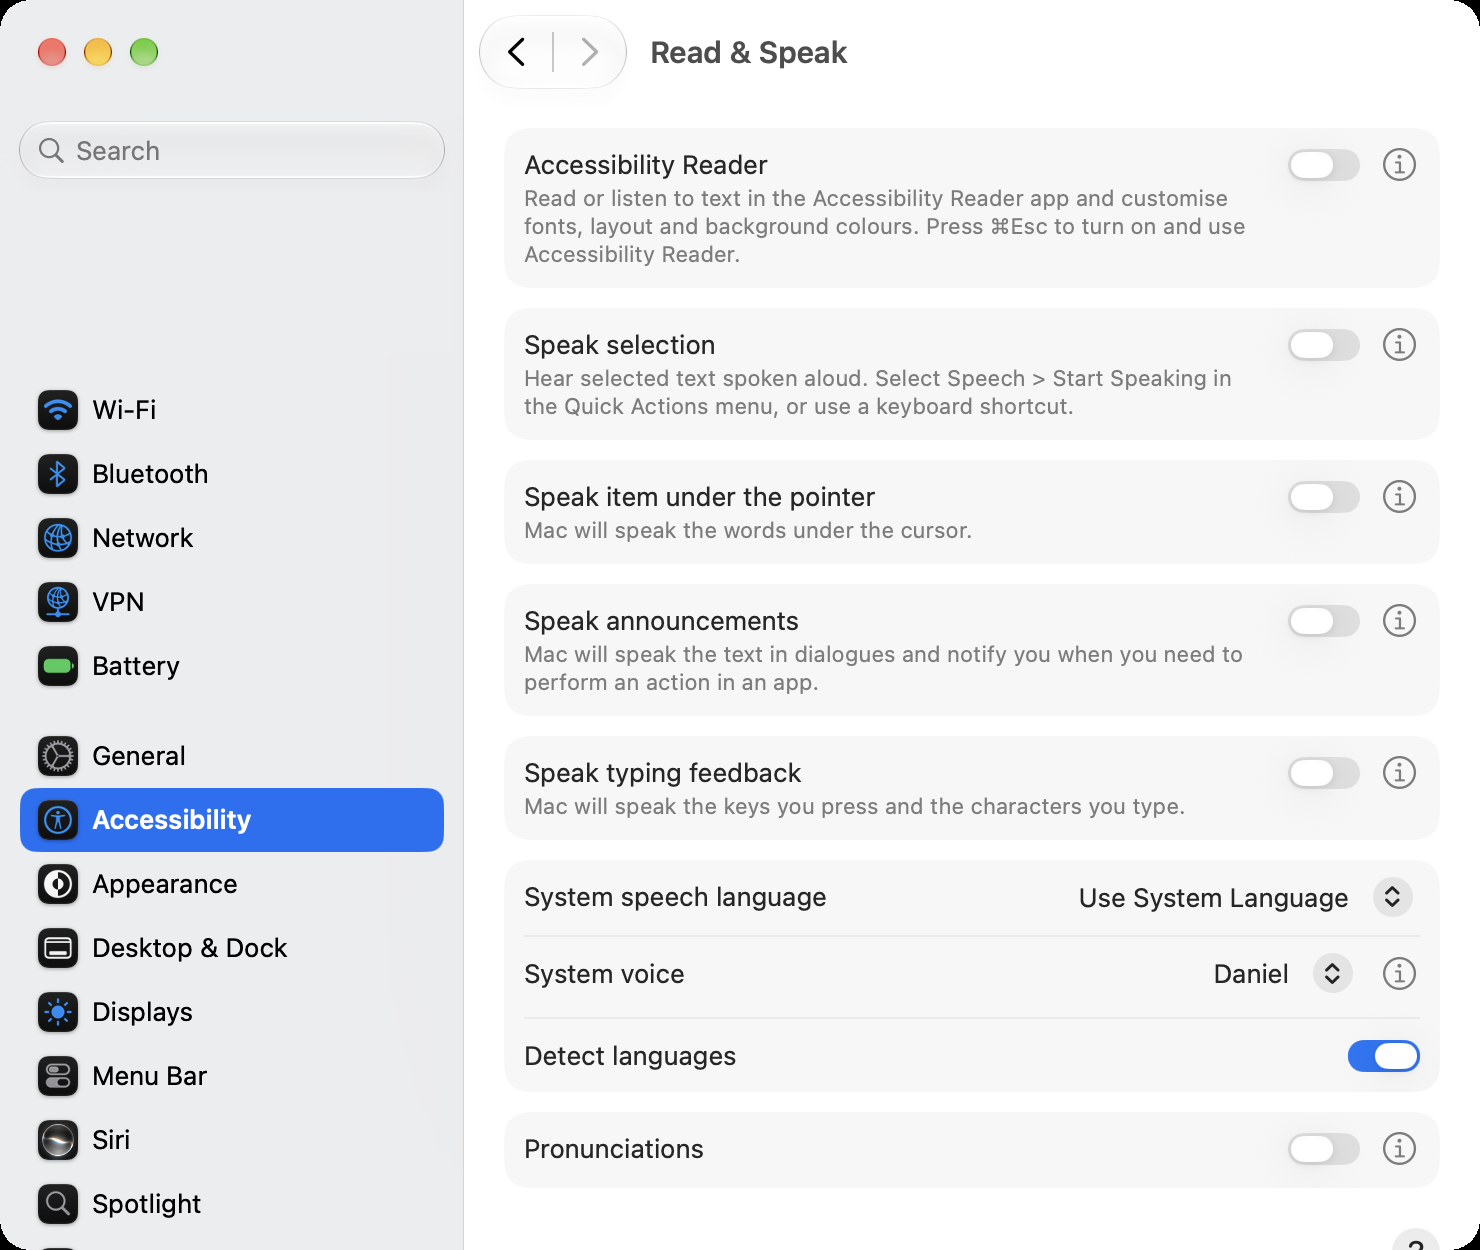 Search
Wi-Fi
Bluetooth
Network
VPN
Battery
General
Accessibility
Appearance
Desktop & Dock
Displays
Menu Bar
Siri
Spotlight
Read & Speak
Accessibility Reader
Read or listen to text in the Accessibility Reader app and customise
fonts, layout and background colours. Press ⌘Esc to turn on and use
Accessibility Reader.
Speak selection
Hear selected text spoken aloud. Select Speech > Start Speaking in
the Quick Actions menu, or use a keyboard shortcut.
Speak item under the pointer
Mac will speak the words under the cursor.
Speak announcements
Mac will speak the text in dialogues and notify you when you need to
perform an action in an app.
Speak typing feedback
Mac will speak the keys you press and the characters you type.
System speech language Use System Language
System voice Daniel
Detect languages
Pronunciations
?